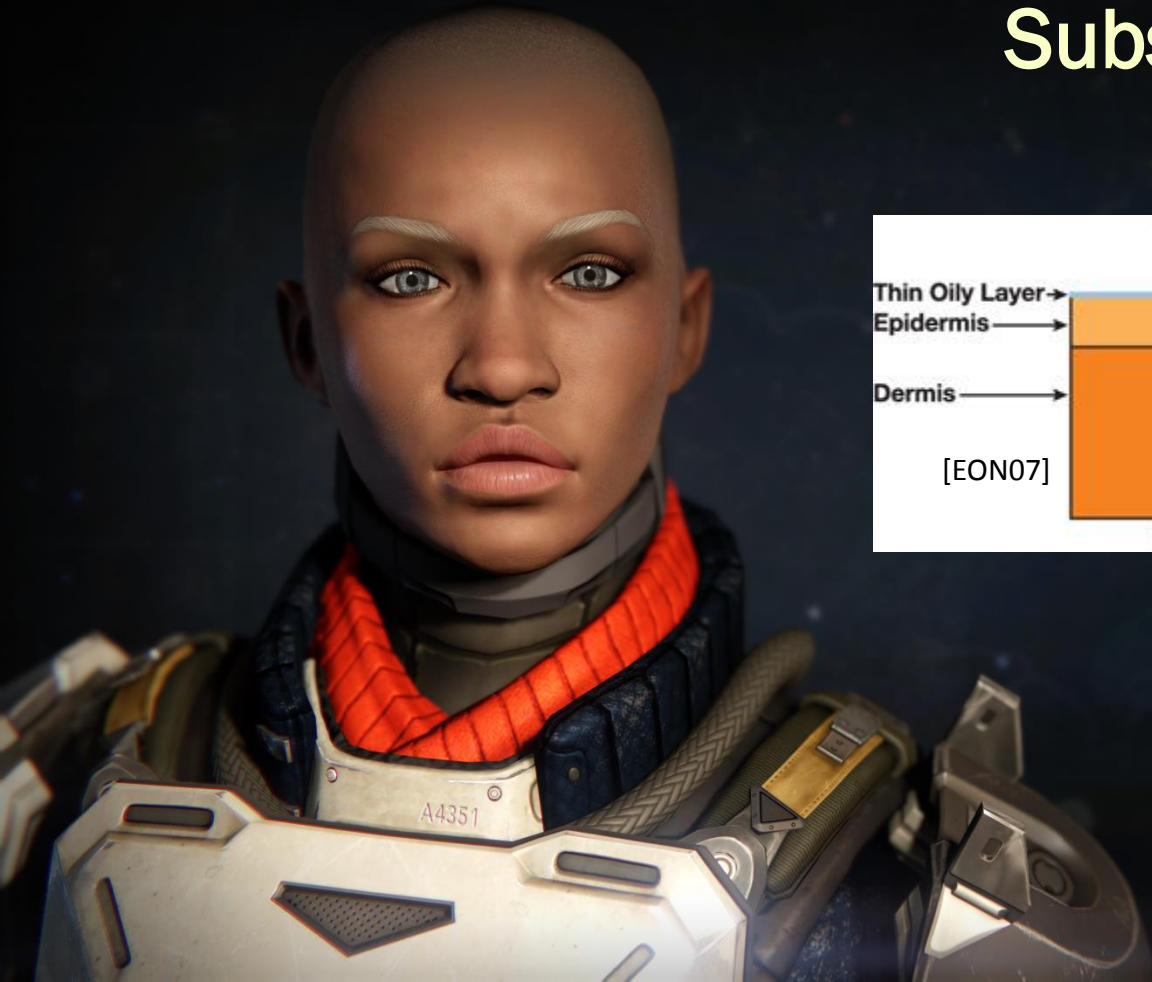 Subs
Thin Oily Layer
Epidermis
Dermis
[EON07]
A4351